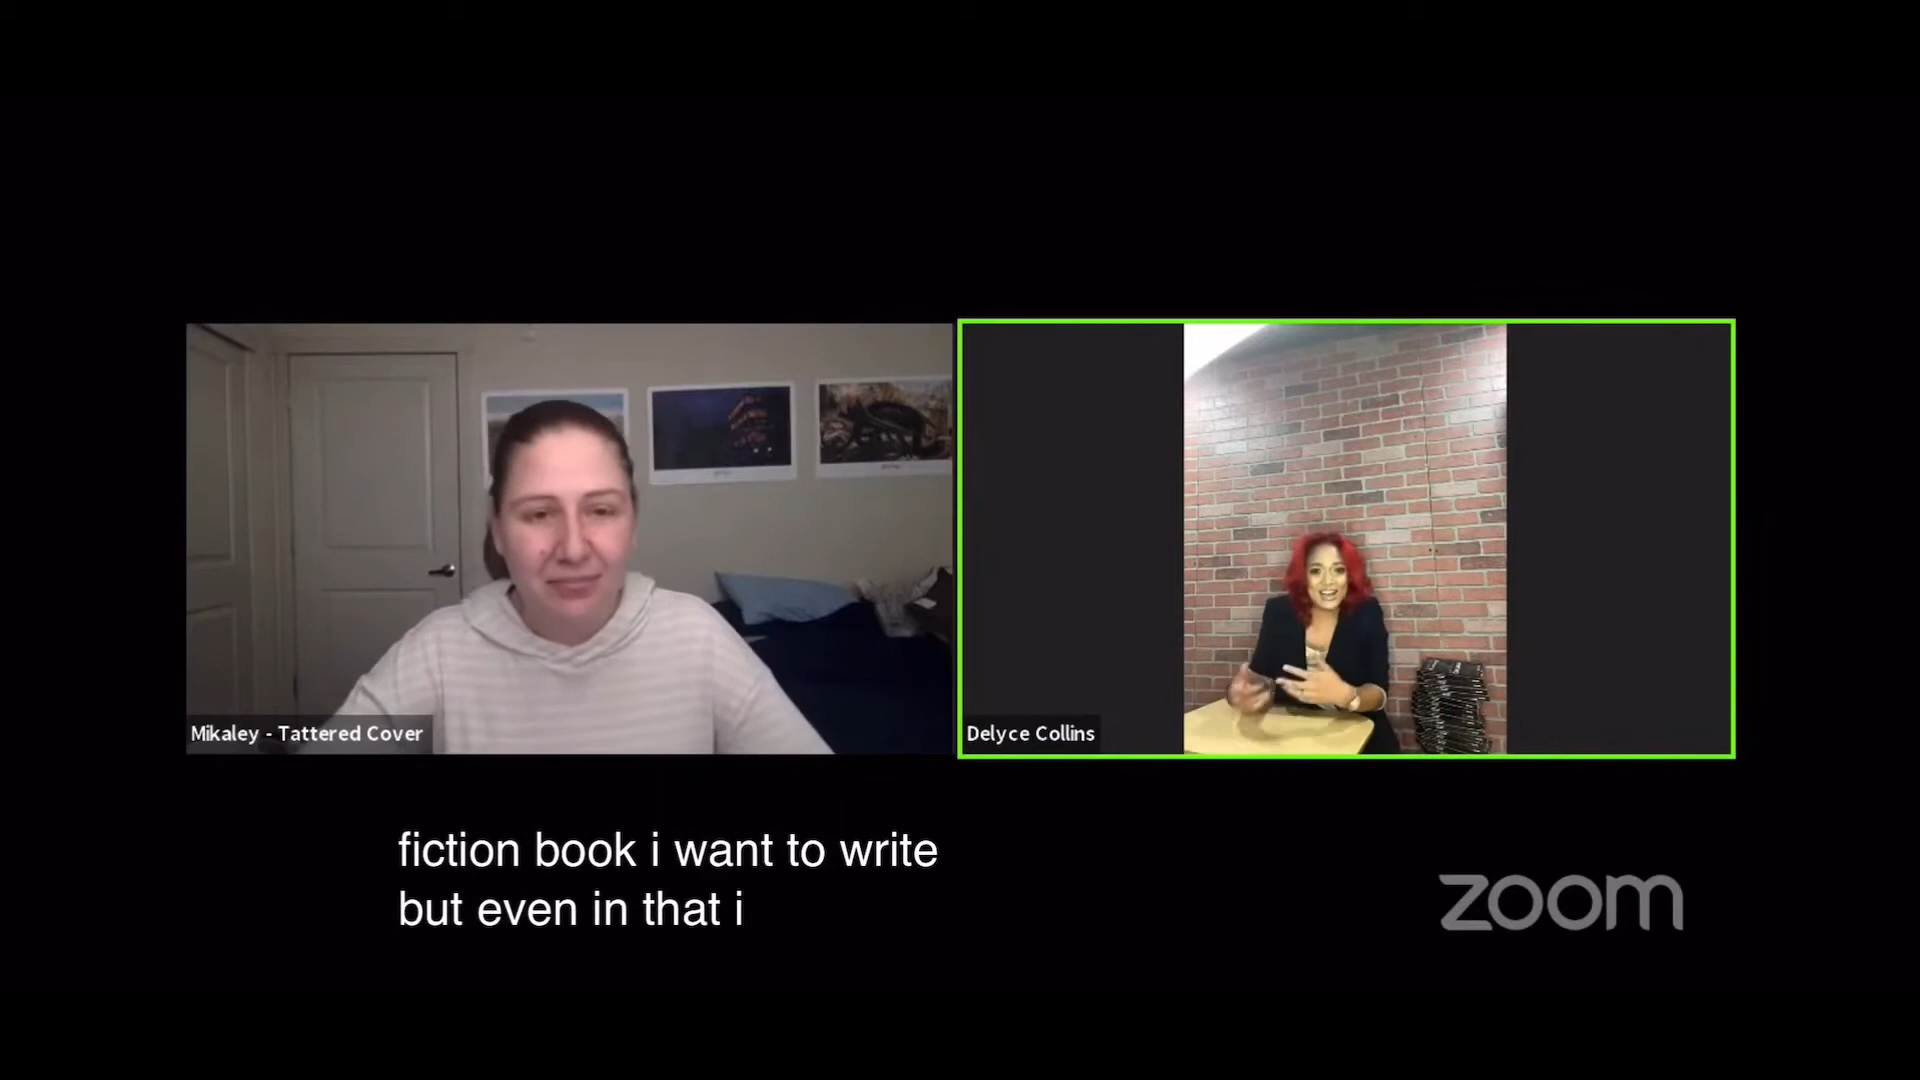 Mikaley - Tattered Cover
Delyce Collins
fiction book i want to write
but even in that i
zoom